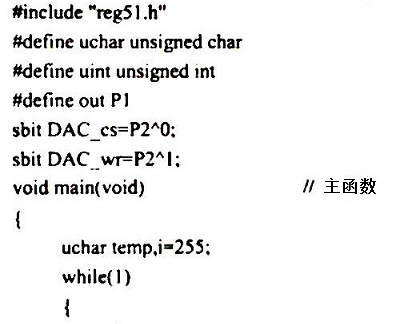 #include "reg51.h"
#define uchar unsigned char
#define uint unsigned int
#define out P1
sbit DAC_cs=P2^0;
sbit DAC_wr=P2^1;
void main(void) // 主函数
{
uchar temp,i=255;
while(1)
{